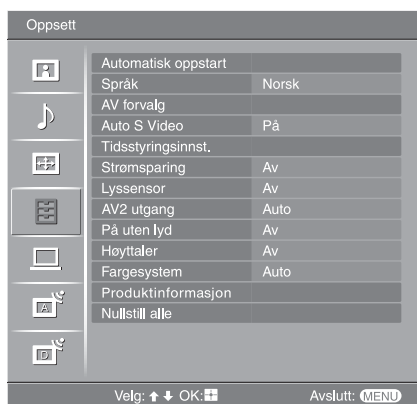 Oppsett
Automatisk oppstart
Språk Norsk
AV forvalg
Auto S Video På
Tidsstyringsinnst.
Strømsparing Av
Lyssensor Av
AV2 utgang Auto
På uten lyd Av
Høyttaler Av
Fargesystem Auto
Produktinformasjon
Nullstill alle
A
D
Velg: OK: Avslutt: MENU